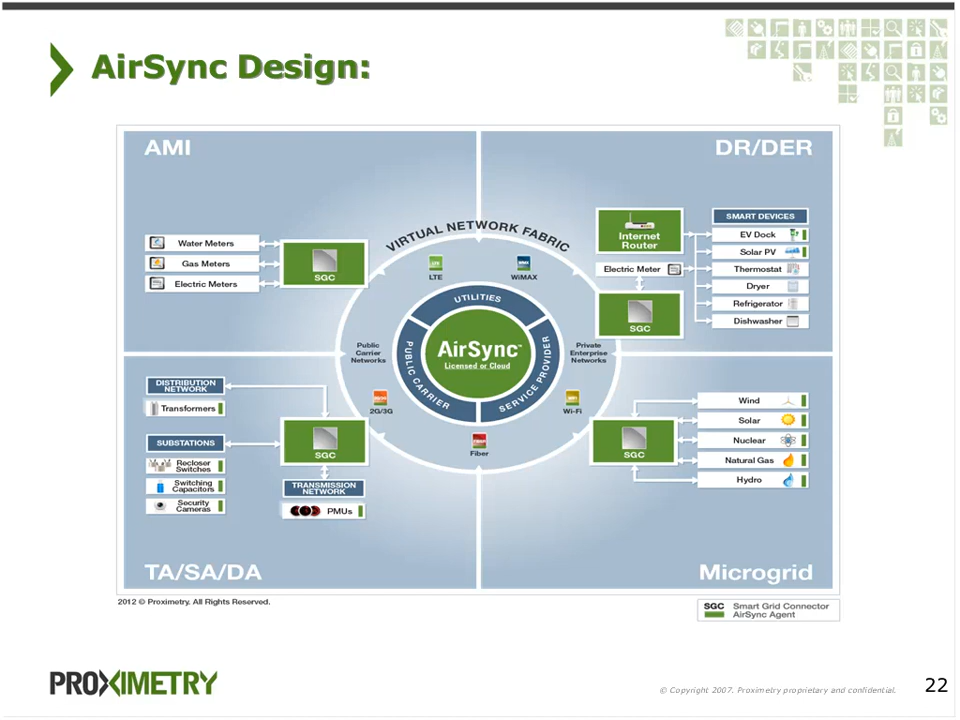 AirSync Design:
AMI
DR/DER
VIRTUAL NETWORK FABRIC
Water Meters
Gas Meters
Electric Meters
SGC
LTE
WiMAX
Internet
Router
Electric Meter
SGC
SMART DEVICES
EV Dock
Solar PV
Thermostat
Dryer
Refrigerator
Dishwasher
UTILITIES
PUBLIC CARRIER
SERVICE PROVIDER
AirSync™
Licensed or Cloud
Public
Carrier
Networks
Private
Enterprise
Networks
2G/3G
Wi-Fi
Fiber
DISTRIBUTION
NETWORK
Transformers
SUBSTATIONS
Recloser
Switches
Switching
Capacitors
Security
Cameras
SGC
TRANSMISSION
NETWORK
PMUs
SGC
Wind
Solar
Nuclear
Natural Gas
Hydro
TA/SA/DA
Microgrid
2012 © Proximetry. All Rights Reserved.
SGC Smart Grid Connector
AirSync Agent
PROXIMETRY
© Copyright 2007. Proximetry proprietary and confidential.
22